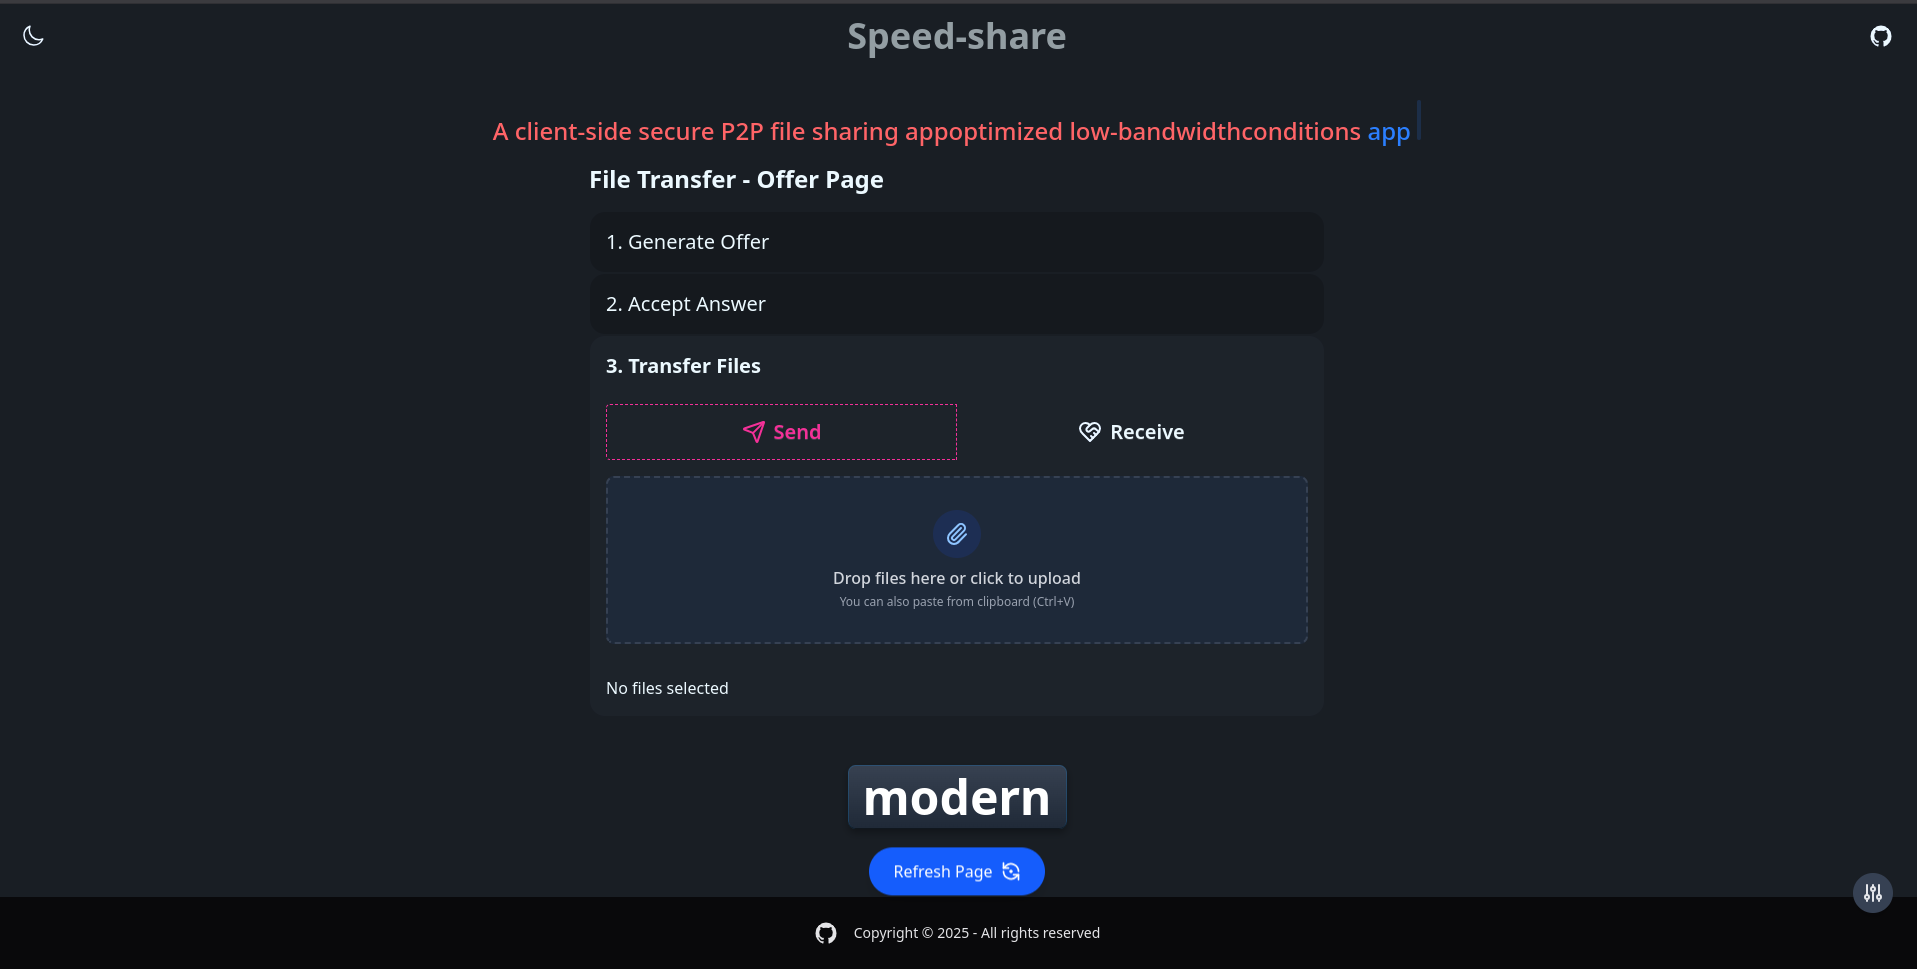 Speed-share
A client-side secure P2P file sharing appoptimized low-bandwidthconditions app
File Transfer - Offer Page
1. Generate Offer
2. Accept Answer
3. Transfer Files
Send
Receive
Drop files here or click to upload
You can also paste from clipboard (Ctrl+V)
No files selected
modern
Refresh Page
Copyright © 2025 - All rights reserved